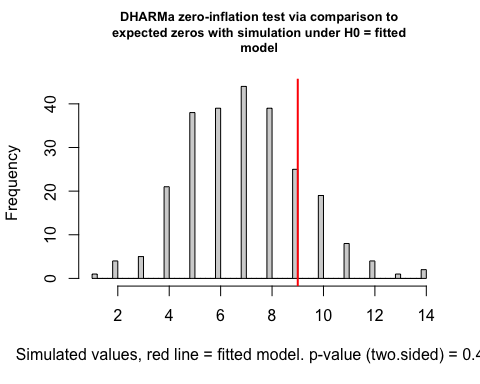 DHARMa zero-inflation test via comparison to
expected zeros with simulation under H0 = fitted
model
Frequency
40
30
20
10
0
2 4 6 8 10 12 14
Simulated values, red line = fitted model. p-value (two.sided) = 0.4